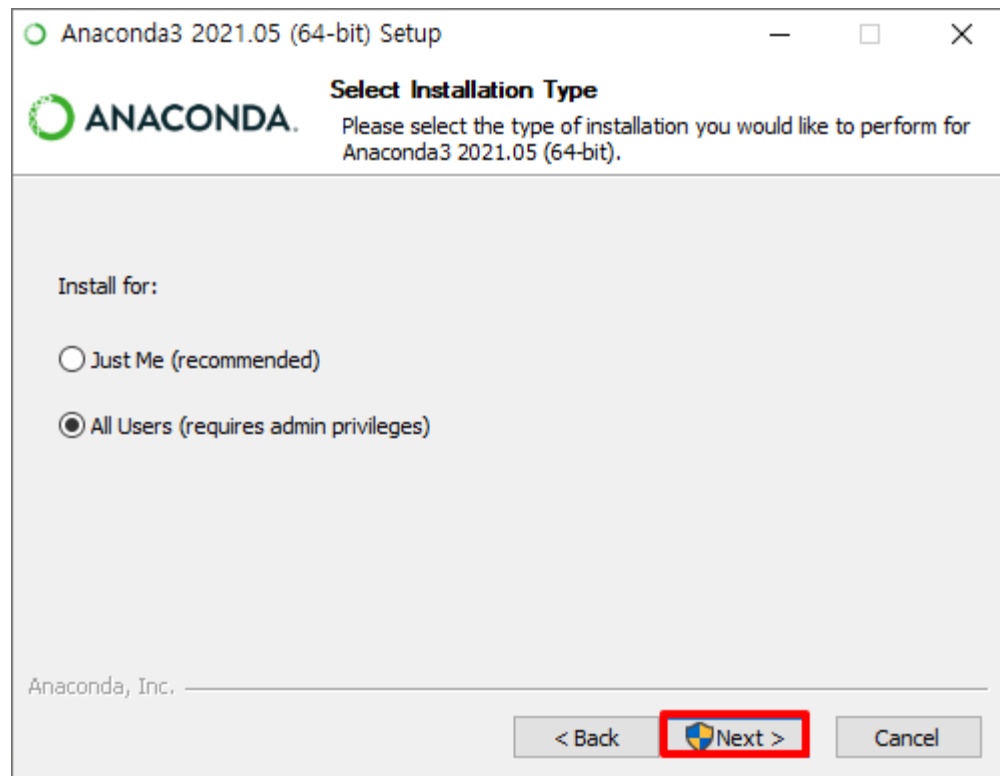 Anaconda3 2021.05 (64-bit) Setup
ANACONDA.
Select Installation Type
Please select the type of installation you would like to perform for
Anaconda3 2021.05 (64-bit).
Install for:
Just Me (recommended)
All Users (requires admin privileges)
Anaconda, Inc.
< Back Next > Cancel